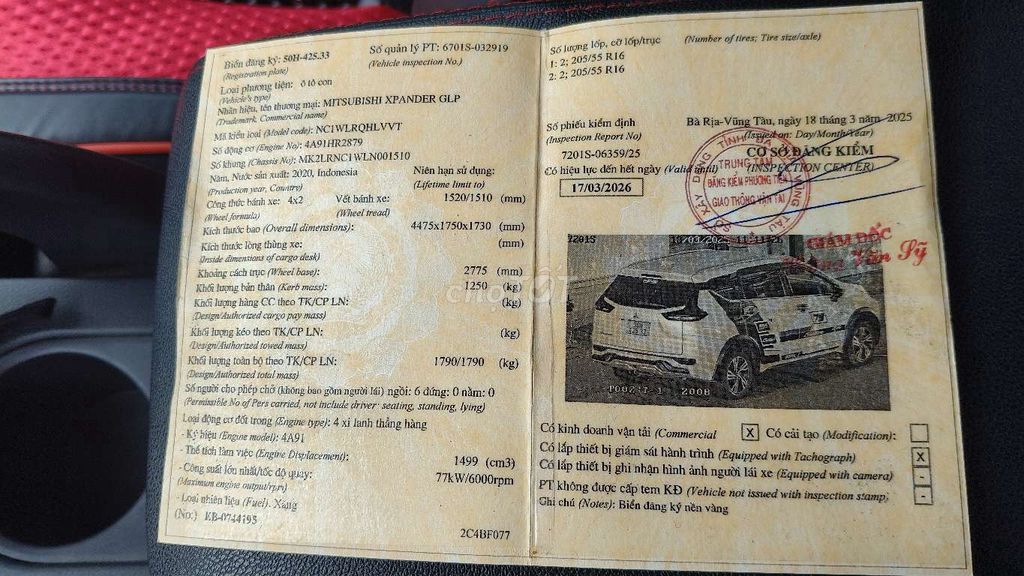 Biển đăng ký: 50H-425.33
(Registration plate)
Số quản lý PT: 6701S-032919
(Vehicle inspection No.)
Loại phương tiện: ô tô con
(Vehicle's type)
Nhãn hiệu, tên thương mại: MITSUBISHI XPANDER GLP
(Trademark, Commercial name)
Mã kiểu loại (Model code): NC1WLRQHLVVT
Số động cơ (Engine No): 4A91HR2879
Số khung (Chassis No): MK2LRNC1WLN001510
Năm, Nước sản xuất: 2020, Indonesia
(Production year, Country)
Niên hạn sử dụng:
(Lifetime limit to)
Công thức bánh xe: 4x2
(Wheel formula)
Vết bánh xe: 1520/1510 (mm)
(Wheel tread)
Kích thước bao (Overall dimensions): 4475x1750x1730 (mm)
Kích thước lòng thùng xe: (mm)
(Inside dimensions of cargo desk)
Khoảng cách trục (Wheel base): 2775 (mm)
Khối lượng bản thân (Kerb mass): 1250 (kg)
Khối lượng hàng CC theo TK/CP LN: (kg)
(Design/Authorized cargo pay mass)
Khối lượng kéo theo TK/CP LN: (kg)
(Design/Authorized towed mass)
Khối lượng toàn bộ theo TK/CP LN: 1790/1790 (kg)
(Design/Authorized total mass)
Số người cho phép chở (không bao gồm người lái) ngồi: 6 đứng: 0 nằm: 0
(Permissible No of Pers carried, not include driver: seating, standing, lying)
Loại động cơ đốt trong (Engine type): 4 xi lanh thẳng hàng
- Ký hiệu (Engine model): 4A91
- Thể tích làm việc (Engine Displacement): 1499 (cm3)
- Công suất lớn nhất/tốc độ quay: 77kW/6000rpm
(Maximum engine output/rpm)
- Loại nhiên liệu (Fuel): Xăng
(No:) KB-0744195
2C4BF077
Số lượng lốp, cỡ lốp/trục (Number of tires; Tire size/axle)
1: 2; 205/55 R16
2: 2; 205/55 R16
Số phiếu kiểm định
(Inspection Report No)
7201S-06359/25
Bà Rịa-Vũng Tàu, ngày 18 tháng 3 năm 2025
(Issued on: Day/Month/Year)
CƠ SỞ ĐĂNG KIỂM
(INSPECTION CENTER)
Có hiệu lực đến hết ngày (Valid until)
17/03/2026
TRUNG TÂM
ĐĂNG KIỂM PHƯƠNG TIỆN
GIAO THÔNG VẬN TẢI
GIÁM ĐỐC
Văn Sỹ
7201S
chợTỐT
Có kinh doanh vận tải (Commercial X Có cải tạo (Modification):
Có lắp thiết bị giám sát hành trình (Equipped with Tachograph) X
Có lắp thiết bị ghi nhận hình ảnh người lái xe (Equipped with camera) -
PT không được cấp tem KĐ (Vehicle not issued with inspection stamp) -
Ghi chú (Notes): Biển đăng ký nền vàng